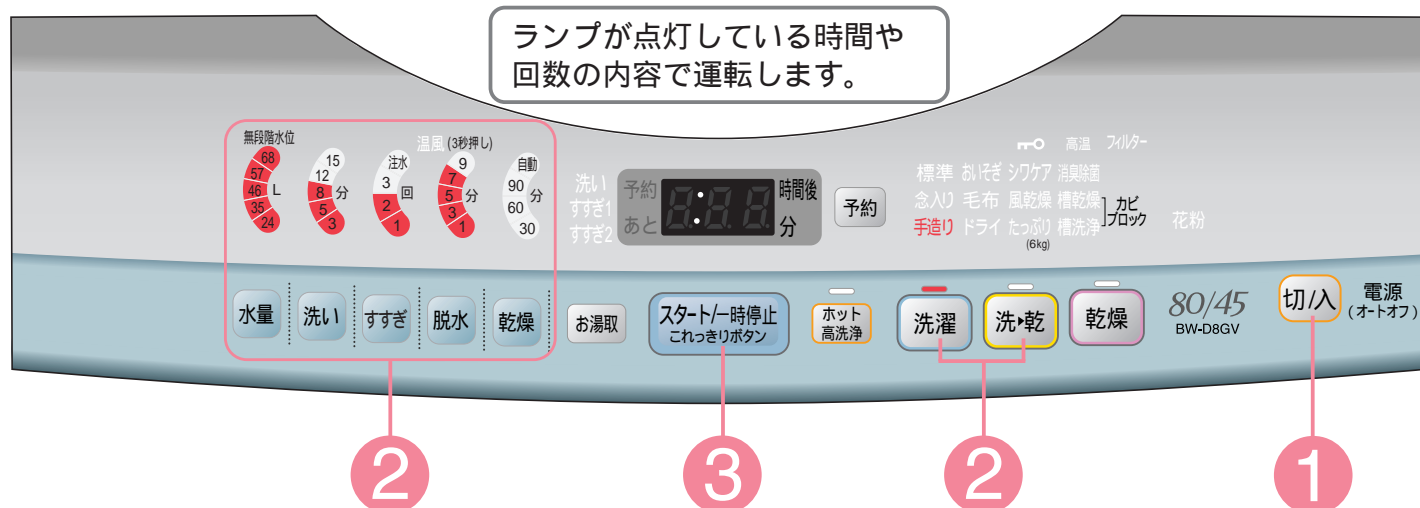 ランプが点灯している時間や
回数の内容で運転します。
無段階水位
68
57
46
35
24
L
15
12
8
5
3
分
注水
3
2
1
回
温風 (3秒押し)
9
7
5
3
1
分
自動
90
60
30
分
洗い
すすぎ1
すすぎ2
予約
あと
8:88
時間後
分
予約
高温 フィルター
標準 おいそぎ シワケア 消臭除菌
念入り 毛布 風乾燥 槽乾燥
手造り ドライ たっぷり 槽洗浄
(6kg)
カビ
ブロック
花粉
水量
洗い
すすぎ
脱水
乾燥
お湯取
スタート/一時停止
これっきりボタン
ホット
高洗浄
洗濯
洗▶乾
乾燥
80/45
BW-D8GV
切/入
電源
(オートオフ)
2
3
2
1